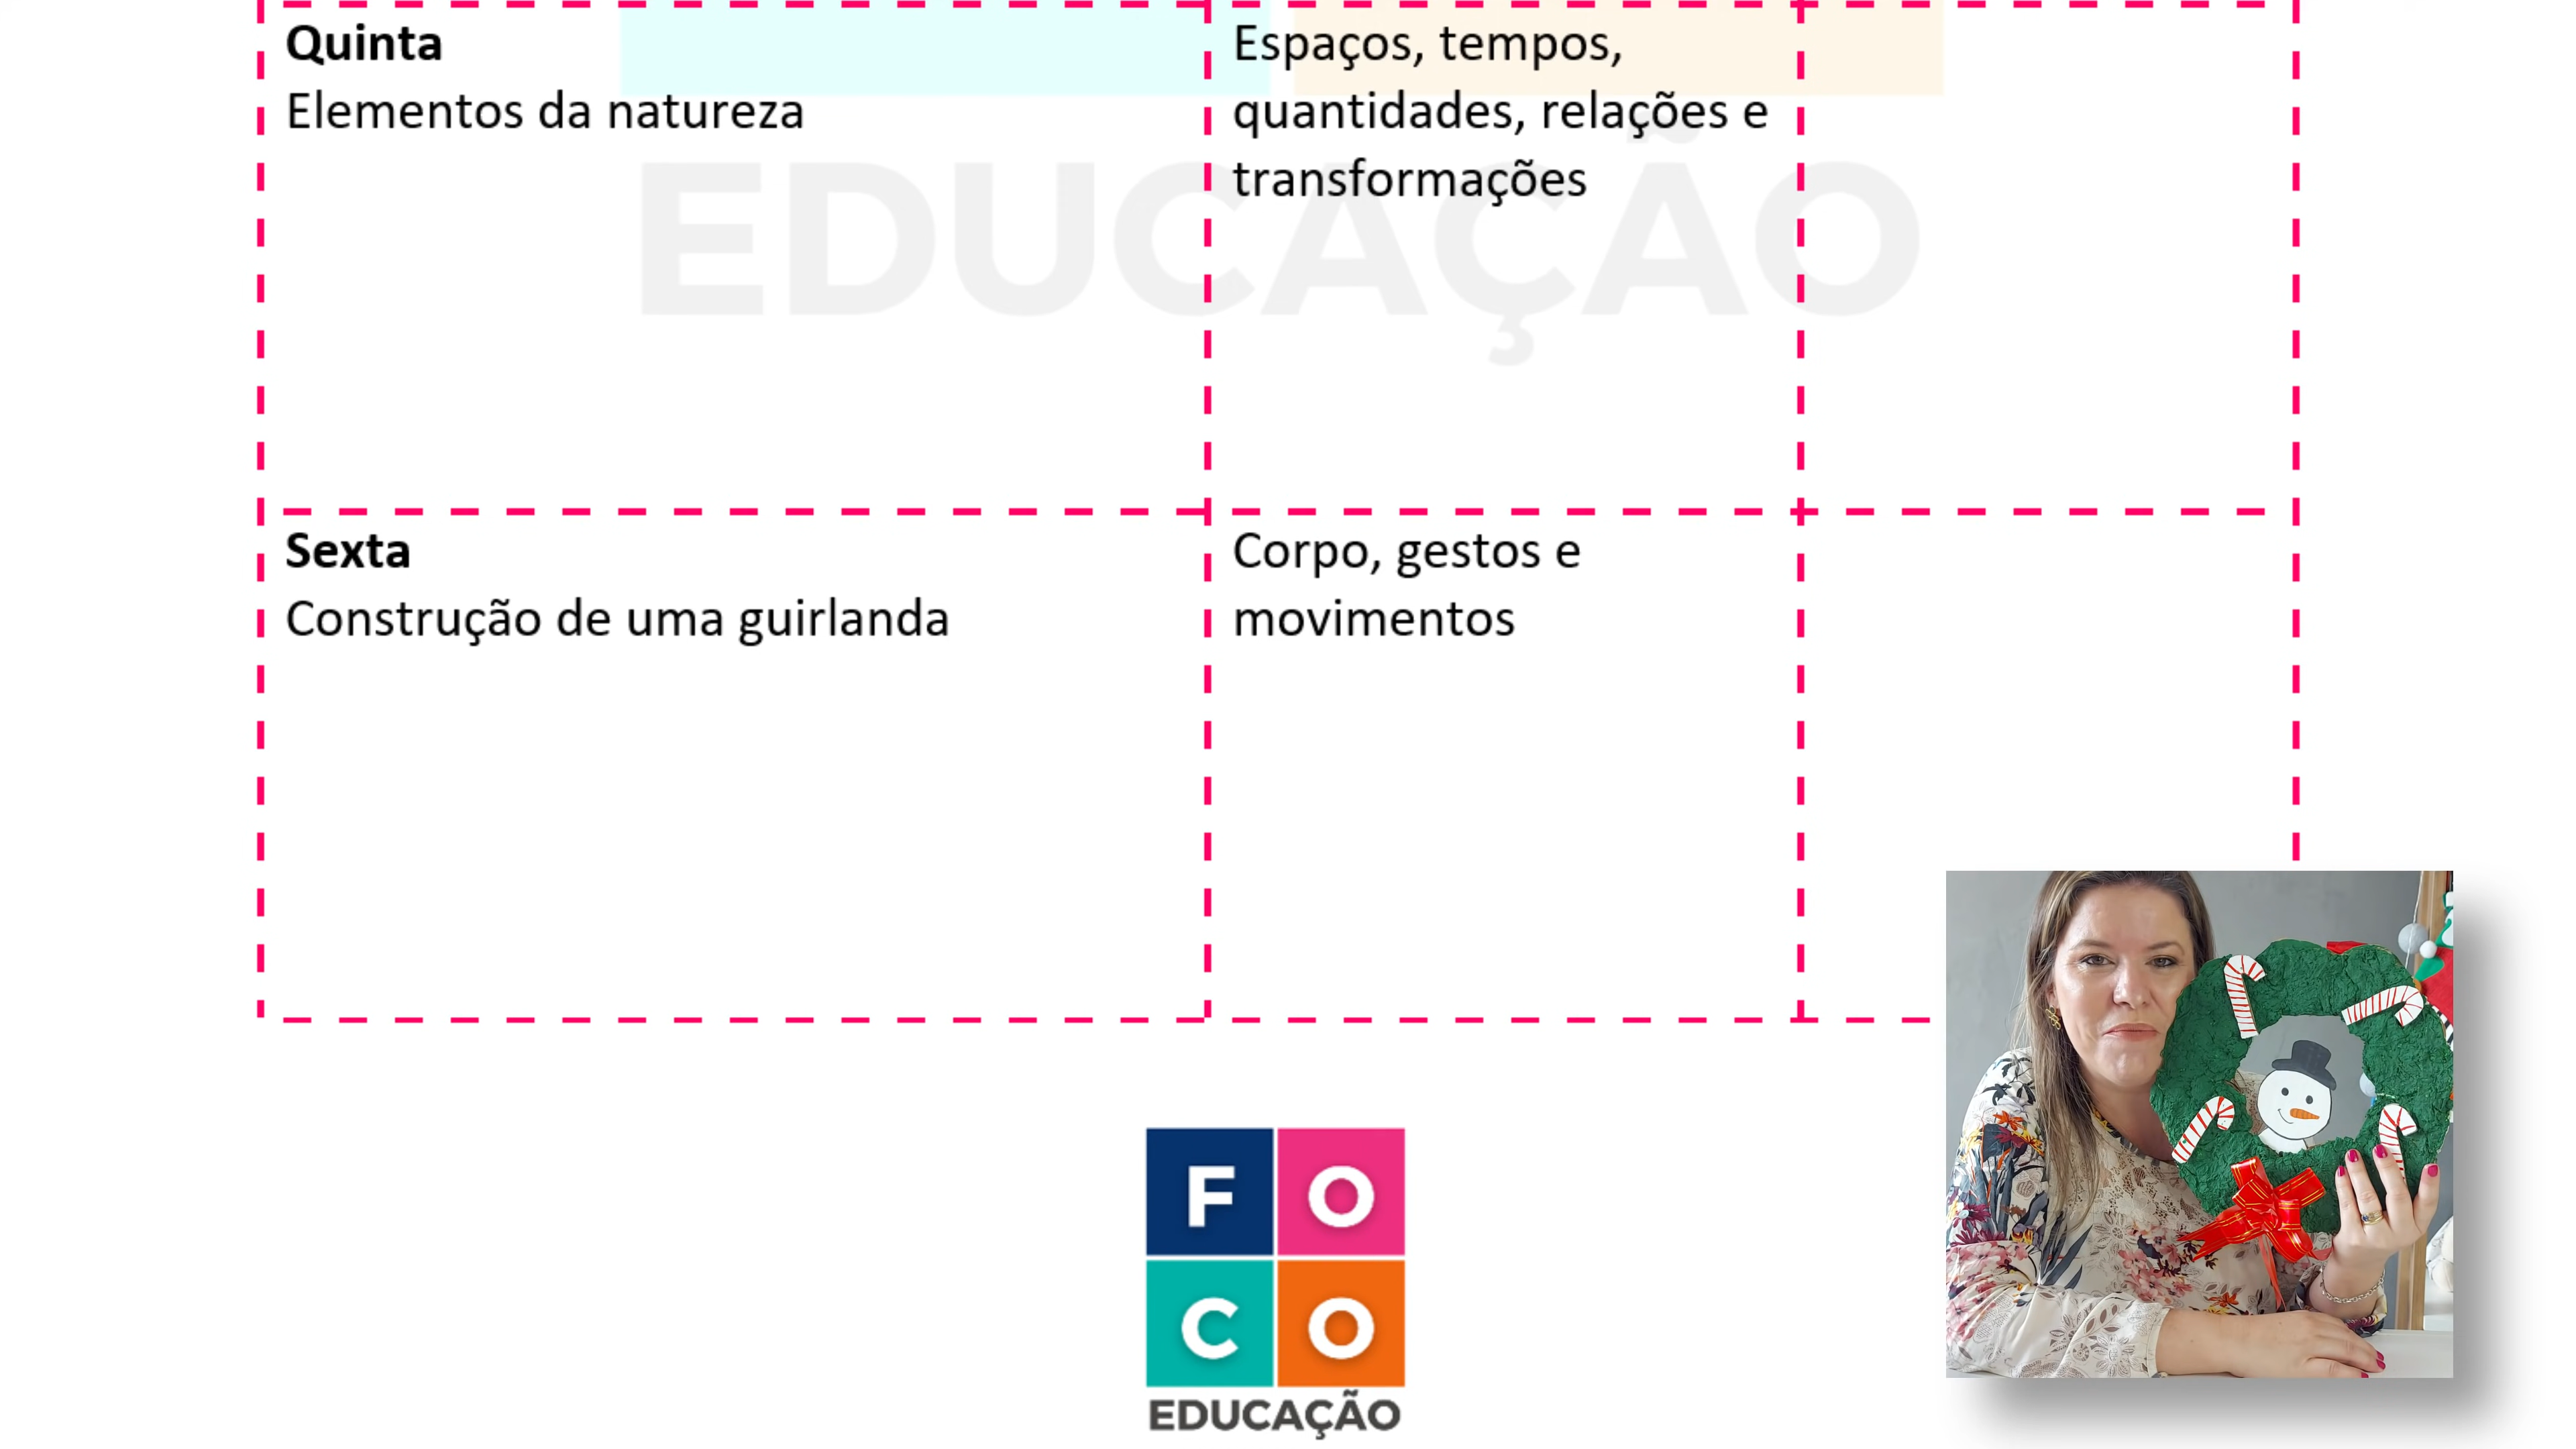 Quinta
Elementos da natureza
Espaços, tempos,
quantidades, relações e
transformações
EDUCAÇÃO
Sexta
Construção de uma guirlanda
Corpo, gestos e
movimentos
F O
C O
EDUCAÇÃO